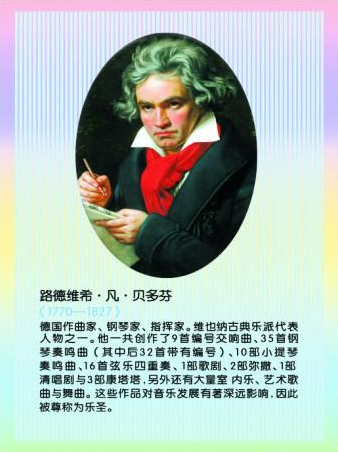 路德维希·凡·贝多芬
(1770—1827)
德国作曲家、钢琴家、指挥家。维也纳古典乐派代表
人物之一。他一共创作了9首编号交响曲、35首钢
琴奏鸣曲(其中后32首带有编号)、10部小提琴
奏鸣曲、16首弦乐四重奏、1部歌剧、2部弥撒、1部
清唱剧与3部康塔塔,另外还有大量室 内乐、艺术歌
曲与舞曲。这些作品对音乐发展有著深远影响,因此
被尊称为乐圣。